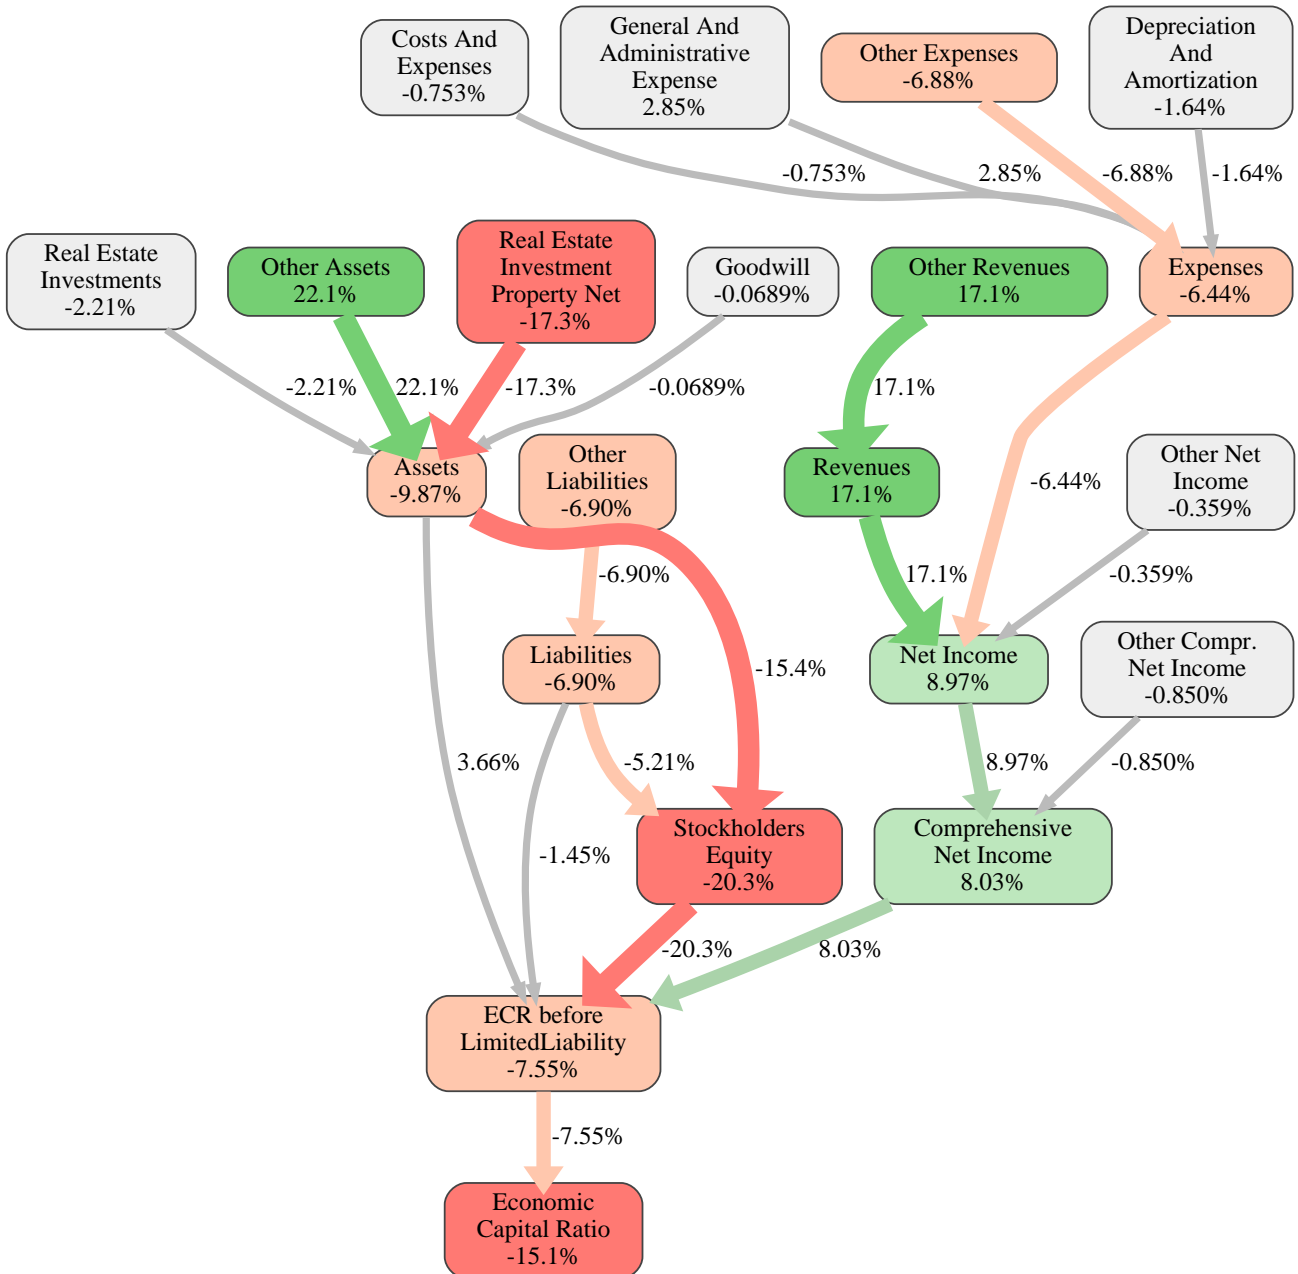 Costs And
Expenses
-0.753%
General And
Administrative
Expense
2.85%
Other Expenses
-6.88%
Depreciation
And
Amortization
-1.64%
-0.753%
2.85%
-6.88%
-1.64%
Real Estate
Investments
-2.21%
Other Assets
22.1%
Real Estate
Investment
Property Net
-17.3%
Goodwill
-0.0689%
Other Revenues
17.1%
Expenses
-6.44%
-2.21%
22.1%
-17.3%
-0.0689%
17.1%
-6.44%
Assets
-9.87%
Other
Liabilities
-6.90%
Revenues
17.1%
Other Net
Income
-0.359%
-6.90%
17.1%
-0.359%
Liabilities
-6.90%
-15.4%
Net Income
8.97%
Other Compr.
Net Income
-0.850%
3.66%
-5.21%
8.97%
-0.850%
-1.45%
Stockholders
Equity
-20.3%
Comprehensive
Net Income
8.03%
-20.3%
8.03%
ECR before
LimitedLiability
-7.55%
-7.55%
Economic
Capital Ratio
-15.1%